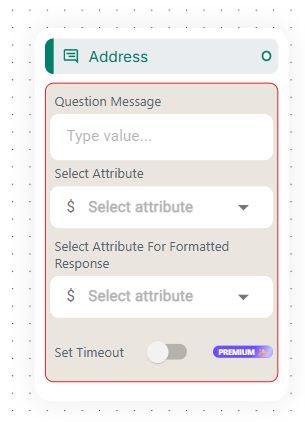 Address
Question Message
Type value...
Select Attribute
$ Select attribute
Select Attribute For Formatted
Response
$ Select attribute
Set Timeout PREMIUM